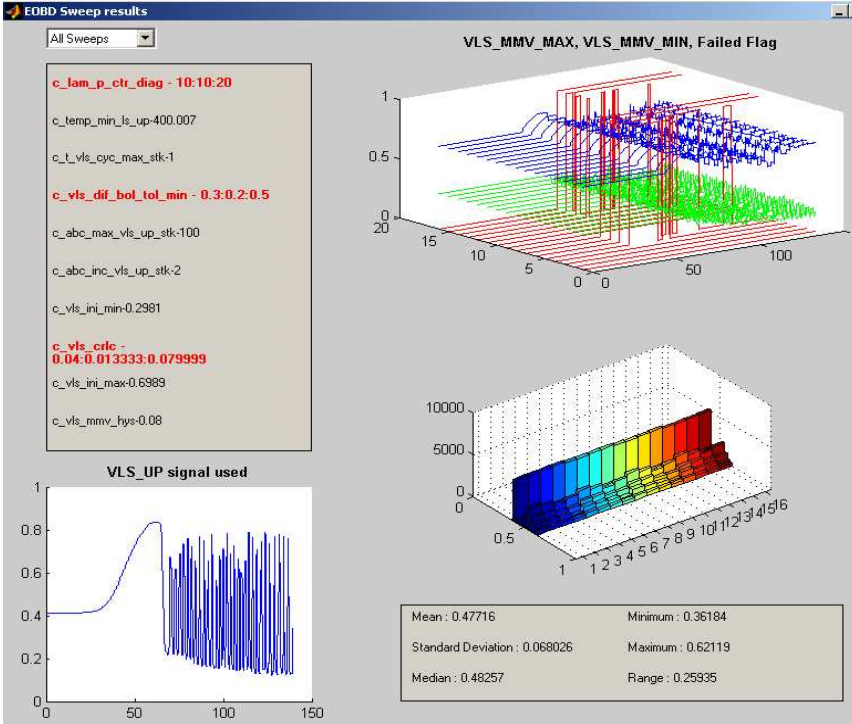 EOBD Sweep results
All Sweeps
c_lam_p_ctr_diag - 10:10:20
c_temp_min_ls_up-400.007
c_t_vls_cyc_max_stk-1
c_vls_dif_bol_tol_min - 0.3:0.2:0.5
c_abc_max_vls_up_stk-100
c_abc_inc_vls_up_stk-2
c_vls_ini_min-0.2981
c_vls_crlc -
0.04:0.013333:0.079999
c_vls_ini_max-0.6989
c_vls_mmv_hys-0.08
VLS_UP signal used
1
0.8
0.6
0.4
0.2
0
0 50 100 150
VLS_MMV_MAX, VLS_MMV_MIN, Failed Flag
1
0.5
0
20 15 10 5 0
0 50 100
10000
5000
0
0 0.5 1
1 2 3 4 5 6 7 8 9 10 11 12 13 14 15 16
Mean : 0.47716
Minimum : 0.36184
Standard Deviation : 0.068026
Maximum : 0.62119
Median : 0.48257
Range : 0.25935